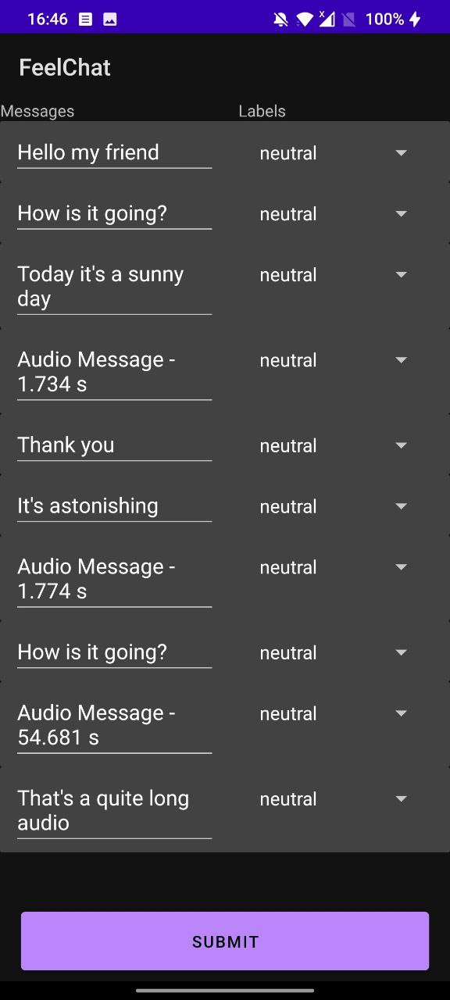 16:46 100%
FeelChat
Messages Labels
Hello my friend neutral
How is it going? neutral
Today it's a sunny neutral
day
Audio Message - neutral
1.734 s
Thank you neutral
It's astonishing neutral
Audio Message - neutral
1.774 s
How is it going? neutral
Audio Message - neutral
54.681 s
That's a quite long neutral
audio
SUBMIT